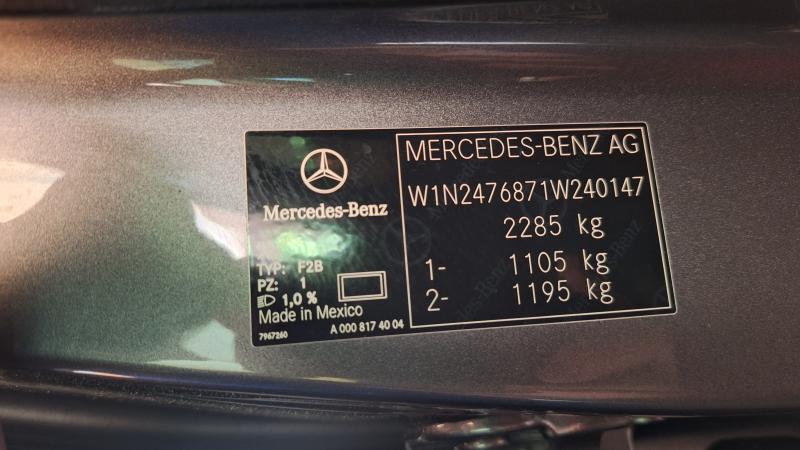 Mercedes-Benz
TYP: F2B
PZ: 1
1,0 %
Made in Mexico
7967260
A 000 817 40 04
MERCEDES-BENZ AG
W1N2476871W240147
2285 kg
1- 1105 kg
2- 1195 kg